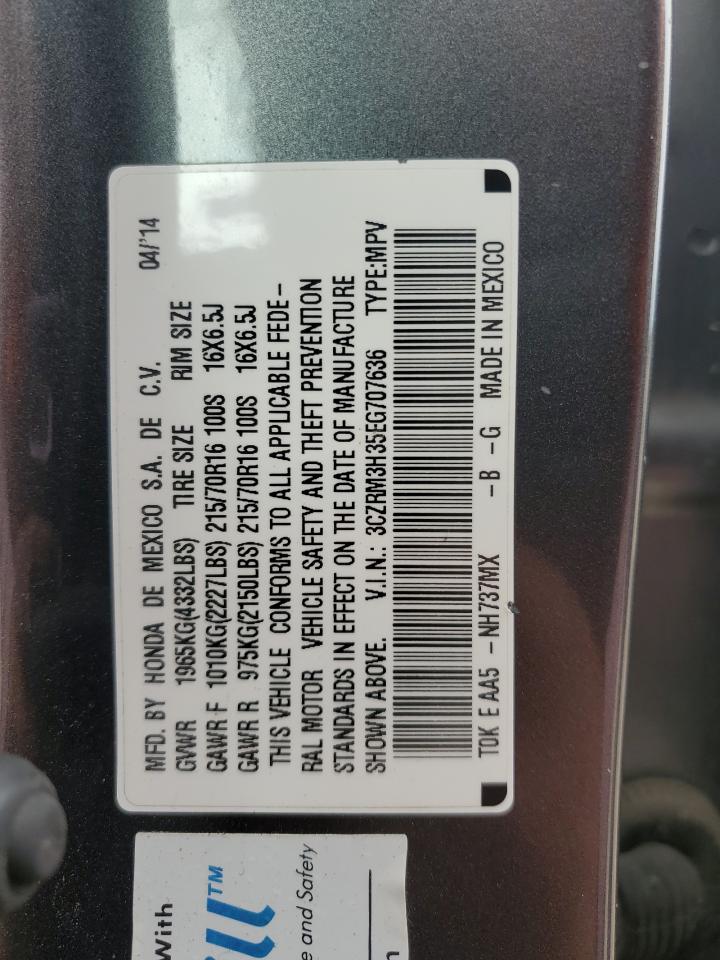 MFD. BY HONDA DE MEXICO S.A. DE C.V. 04/'14
GVWR 1965KG(4332LBS) TIRE SIZE RIM SIZE
GAWR F 1010KG(2227LBS) 215/70R16 100S 16X6.5J
GAWR R 975KG(2150LBS) 215/70R16 100S 16X6.5J
THIS VEHICLE CONFORMS TO ALL APPLICABLE FEDE-
RAL MOTOR VEHICLE SAFETY AND THEFT PREVENTION
STANDARDS IN EFFECT ON THE DATE OF MANUFACTURE
SHOWN ABOVE. V.I.N.: 3CZRM3H35EG707636 TYPE:MPV
T0K E AA5 -NH737MX -B -G MADE IN MEXICO
With
ill™
e and Safety